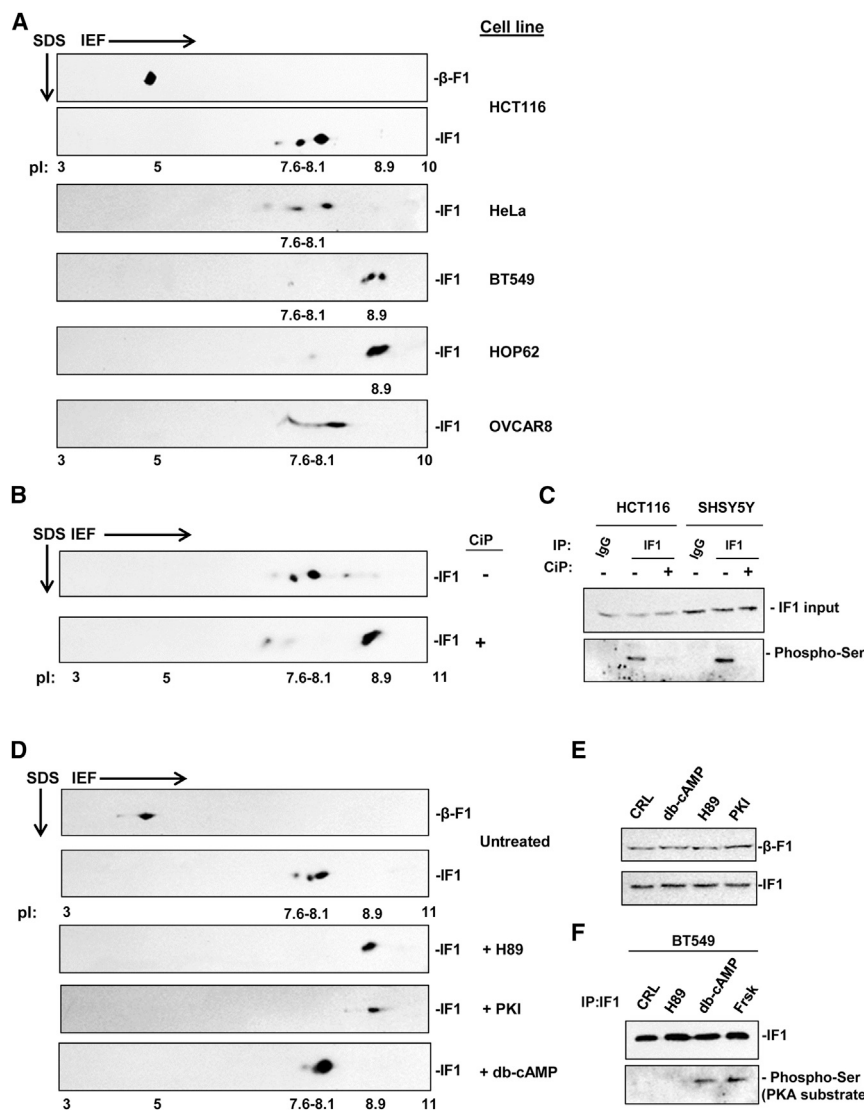 A
Cell line
SDS IEF
-β-F1
HCT116
-IF1
pI: 3 5 7.6-8.1 8.9 10
-IF1 HeLa
7.6-8.1
-IF1 BT549
7.6-8.1 8.9
-IF1 HOP62
8.9
-IF1 OVCAR8
3 5 7.6-8.1 10
B
SDS IEF
CiP
-IF1 -
-IF1 +
pI: 3 5 7.6-8.1 8.9 11
C
HCT116 SHSY5Y
IP: IgG IF1 IgG IF1
CiP: - - + - - +
- IF1 input
- Phospho-Ser
D
SDS IEF
-β-F1
Untreated
-IF1
pI: 3 7.6-8.1 8.9 11
-IF1 + H89
-IF1 + PKI
-IF1 + db-cAMP
3 5 7.6-8.1 8.9 11
E
CRL db-cAMP H89 PKI
-β-F1
-IF1
F
BT549
IP:IF1 CRL H89 db-cAMP Frsk
-IF1
- Phospho-Ser
(PKA substrate